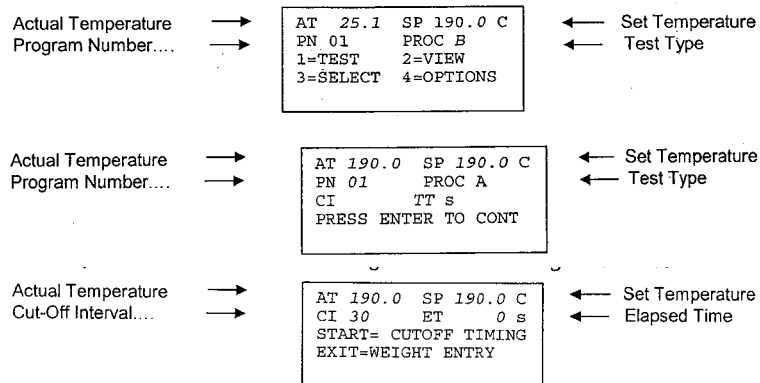 Actual Temperature AT 25.1 SP 190.0 C Set Temperature
Program Number.... PN 01 PROC B Test Type
1=TEST 2=VIEW
3=SELECT 4=OPTIONS
Actual Temperature AT 190.0 SP 190.0 C Set Temperature
Program Number.... PN 01 PROC A Test Type
CI TT s
PRESS ENTER TO CONT
Actual Temperature AT 190.0 SP 190.0 C Set Temperature
Cut-Off Interval.... CI 30 ET 0 s Elapsed Time
START= CUTOFF TIMING
EXIT=WEIGHT ENTRY